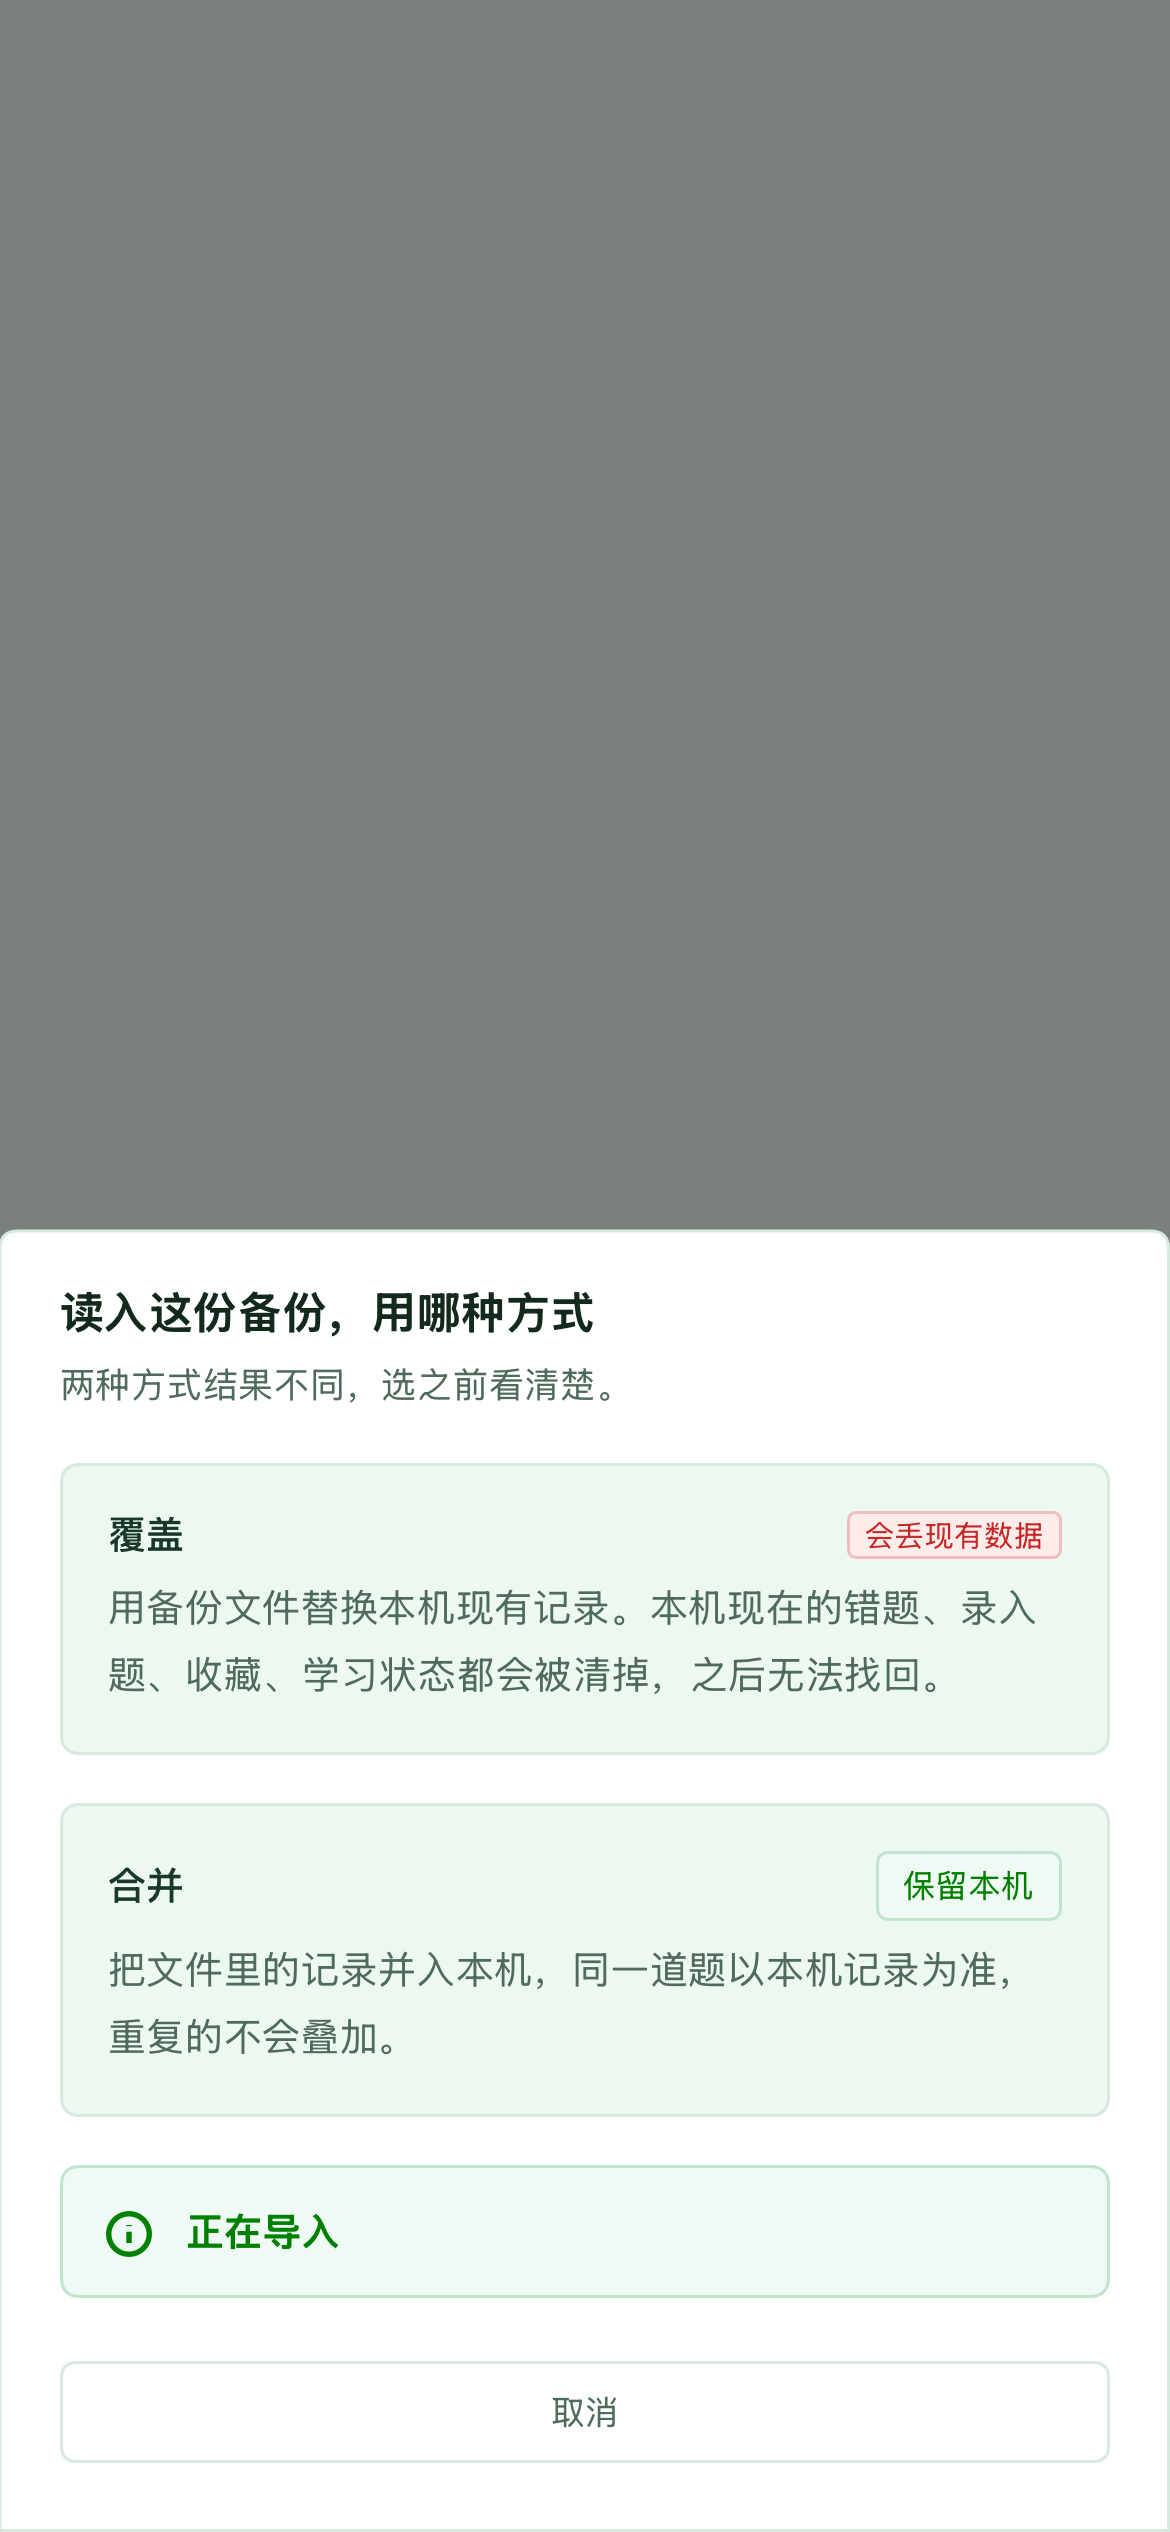 读入这份备份，用哪种方式
两种方式结果不同，选之前看清楚。
覆盖
会丢现有数据
用备份文件替换本机现有记录。本机现在的错题、录入
题、收藏、学习状态都会被清掉，之后无法找回。
合并
保留本机
把文件里的记录并入本机，同一道题以本机记录为准，
重复的不会叠加。
正在导入
取消